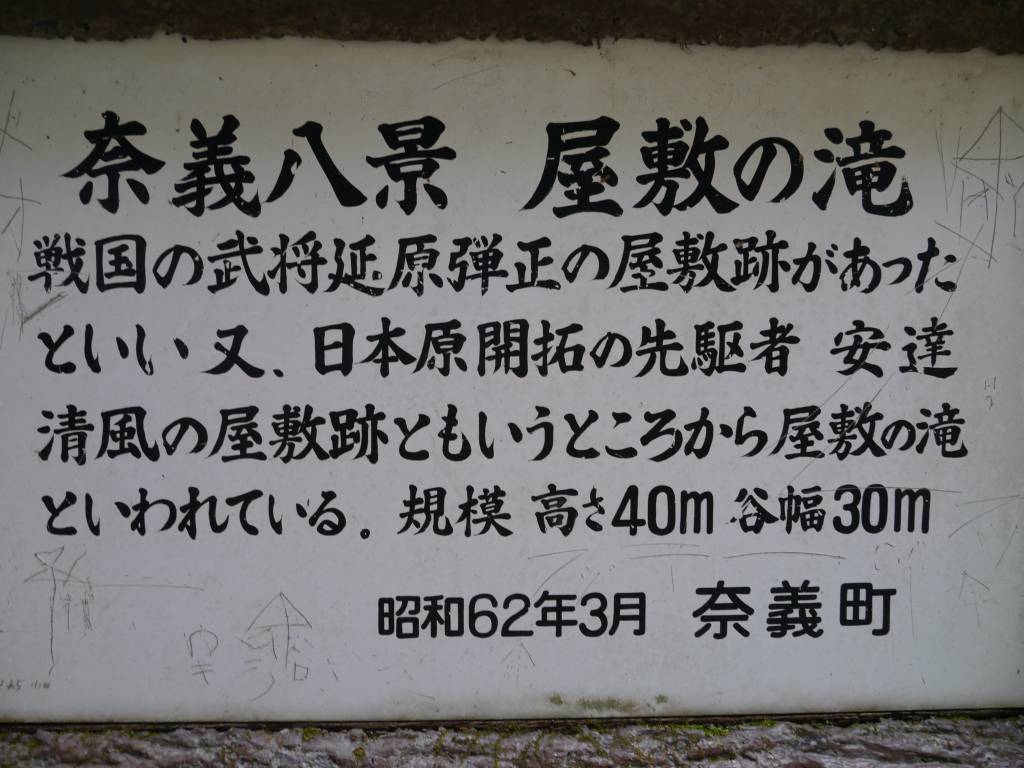 奈義八景 屋敷の滝
戦国の武将延原弾正の屋敷跡があった
といい又、日本原開拓の先駆者 安達
清風の屋敷跡ともいうところから屋敷の滝
といわれている。規模 高さ40m 谷幅30m
昭和62年3月 奈義町